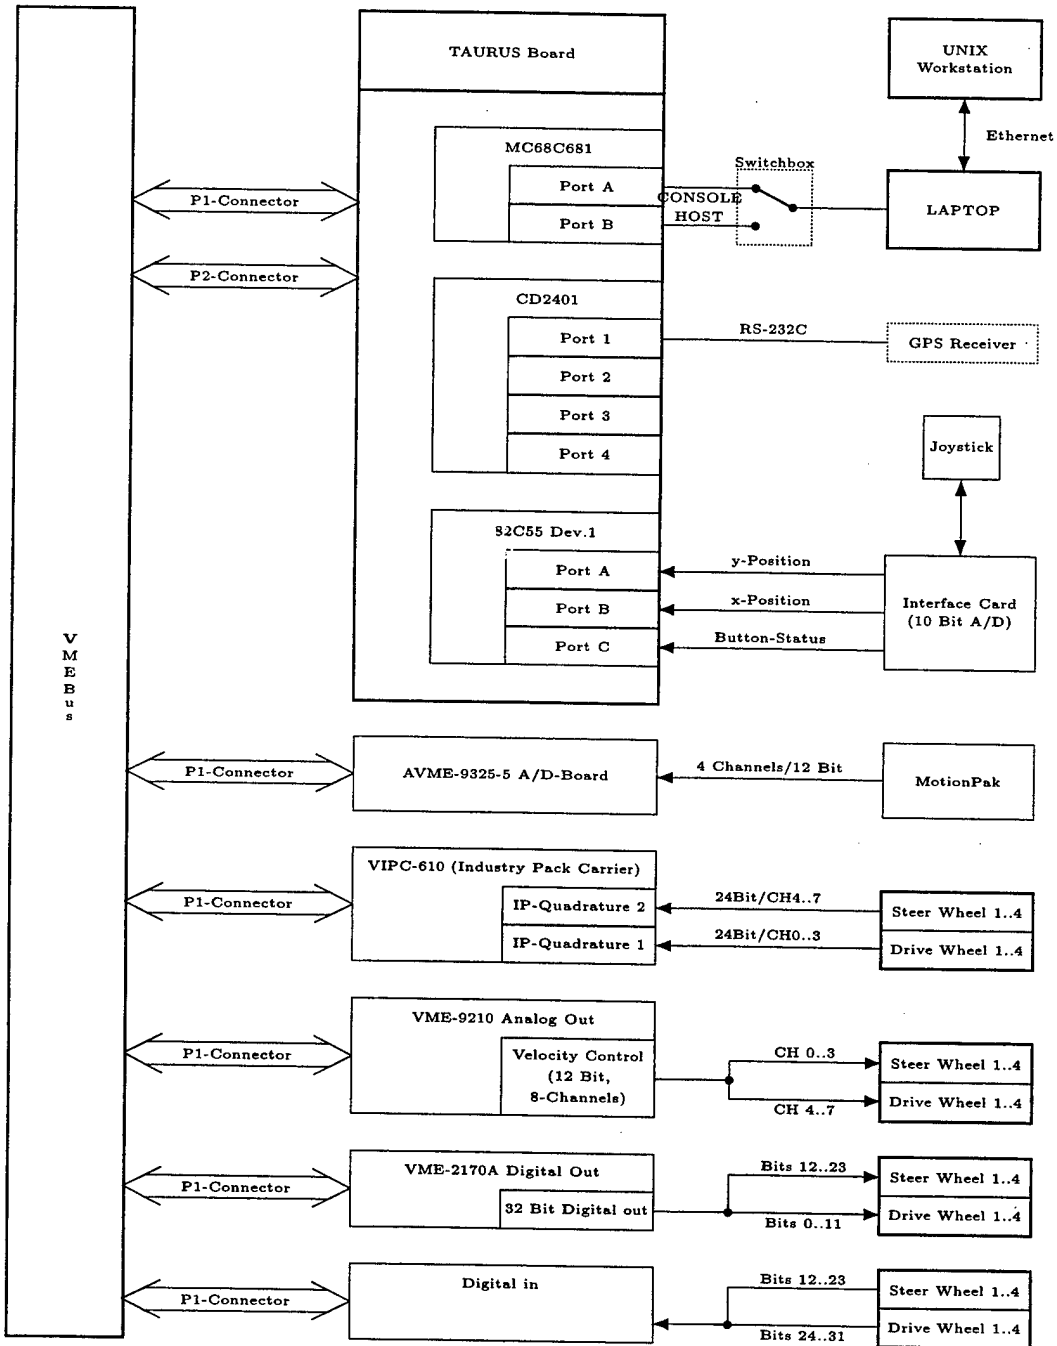 TAURUS Board
UNIX
Workstation
Ethernet
MC68C681
Switchbox
Port A
CONSOLE
P1-Connector
HOST
LAPTOP
Port B
P2-Connector
CD2401
Port 1
RS-232C
GPS Receiver
Port 2
Port 3
Port 4
Joystick
82C55 Dev.1
Port A
y-Position
Port B
x-Position
Interface Card
(10 Bit A/D)
Port C
Button-Status
VMEBus
P1-Connector
AVME-9325-5 A/D-Board
4 Channels/12 Bit
MotionPak
VIPC-610 (Industry Pack Carrier)
P1-Connector
IP-Quadrature 2
24Bit/CH4..7
Steer Wheel 1..4
IP-Quadrature 1
24Bit/CH0..3
Drive Wheel 1..4
VME-9210 Analog Out
P1-Connector
Velocity Control
(12 Bit,
8-Channels)
CH 0..3
Steer Wheel 1..4
CH 4..7
Drive Wheel 1..4
VME-2170A Digital Out
P1-Connector
32 Bit Digital out
Bits 12..23
Steer Wheel 1..4
Bits 0..11
Drive Wheel 1..4
Digital in
P1-Connector
Bits 12..23
Steer Wheel 1..4
Bits 24..31
Drive Wheel 1..4